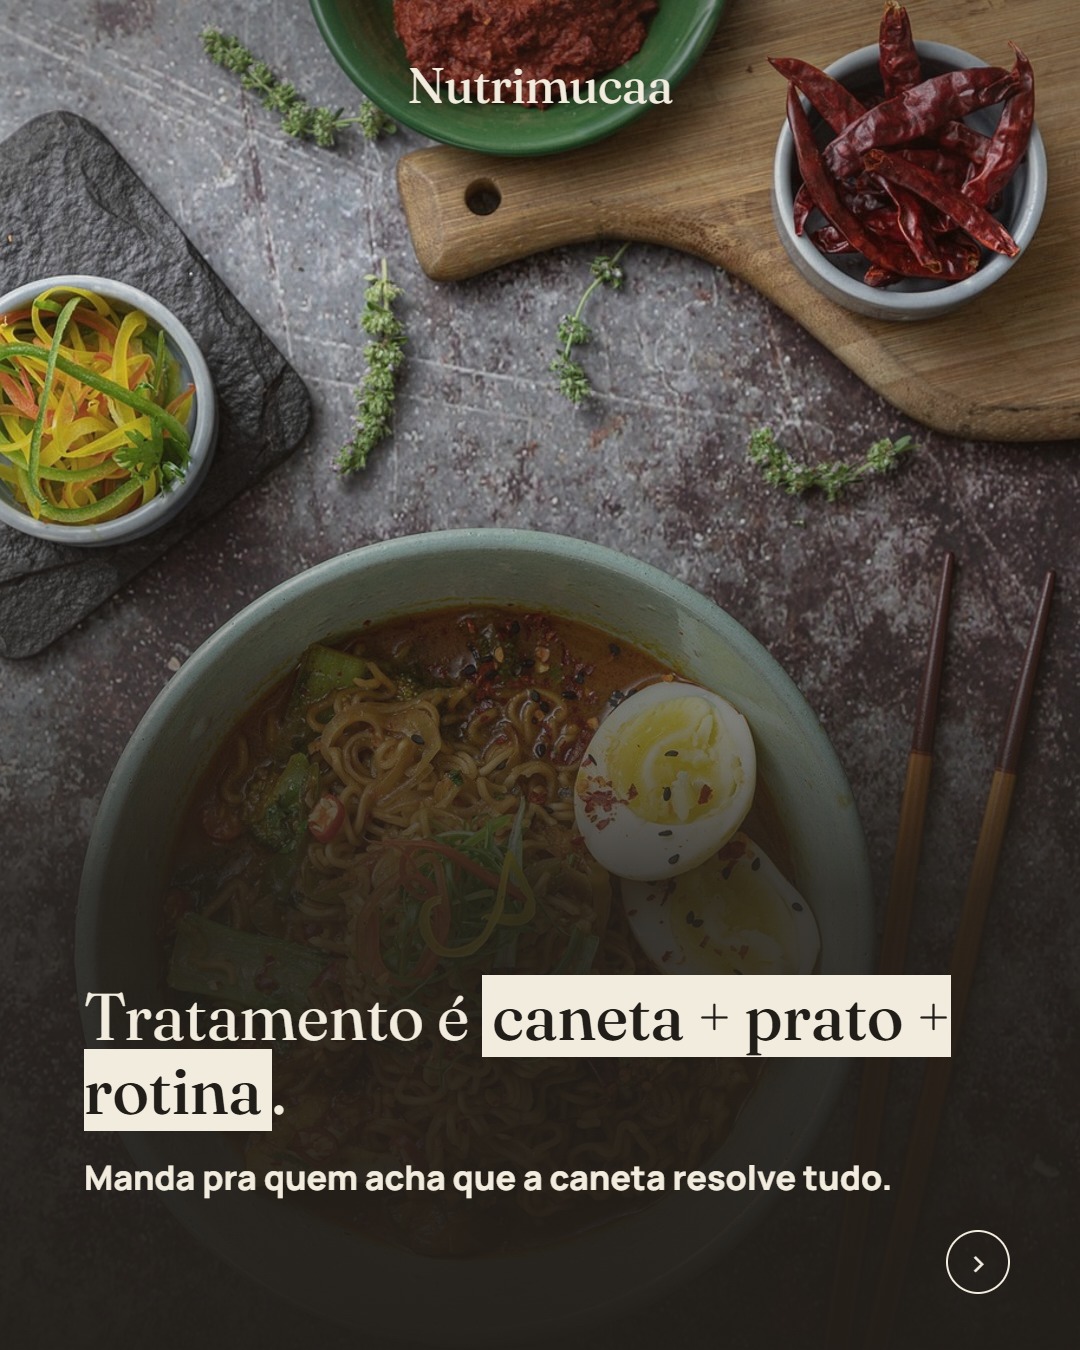 Nutrimucaa
Tratamento é caneta + prato +
rotina.
Manda pra quem acha que a caneta resolve tudo.